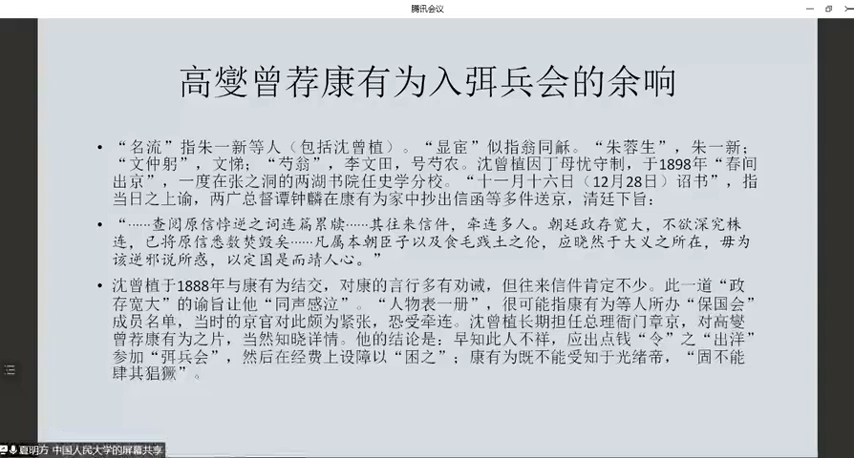 腾讯会议
高燮曾荐康有为入弭兵会的余响
• “名流”指朱一新等人（包括沈曾植）。“显宦”似指翁同龢。“朱蓉生”，朱一新；
“文仲躬”，文悌；“芍翁”，李文田，号芍农。沈曾植因丁母忧守制，于1898年“春间
出京”，一度在张之洞的两湖书院任史学分校。“十一月十六日（12月28日）诏书”，指
当日之上谕，两广总督谭钟麟在康有为家中抄出信函等多件送京，清廷下旨：
• “……查阅原信悖逆之词连篇累牍……其往来信件，牵连多人。朝廷政存宽大，不欲深究株
连，已将原信悉数焚毁矣……凡属本朝臣子以及食毛践土之伦，应晓然于大义之所在，毋为
该逆邪说所惑，以定国是而靖人心。”
• 沈曾植于1888年与康有为结交，对康的言行多有劝诫，但往来信件肯定不少。此一道“政
存宽大”的谕旨让他“同声感泣”。“人物表一册”，很可能指康有为等人所办“保国会”
成员名单，当时的京官对此颇为紧张，恐受牵连。沈曾植长期担任总理衙门章京，对高燮
曾荐康有为之片，当然知晓详情。他的结论是：早知此人不祥，应出点钱“令”之“出洋”
参加“弭兵会”，然后在经费上设障以“困之”；康有为既不能受知于光绪帝，“固不能
肆其猖獗”。
夏明方 中国人民大学的屏幕共享